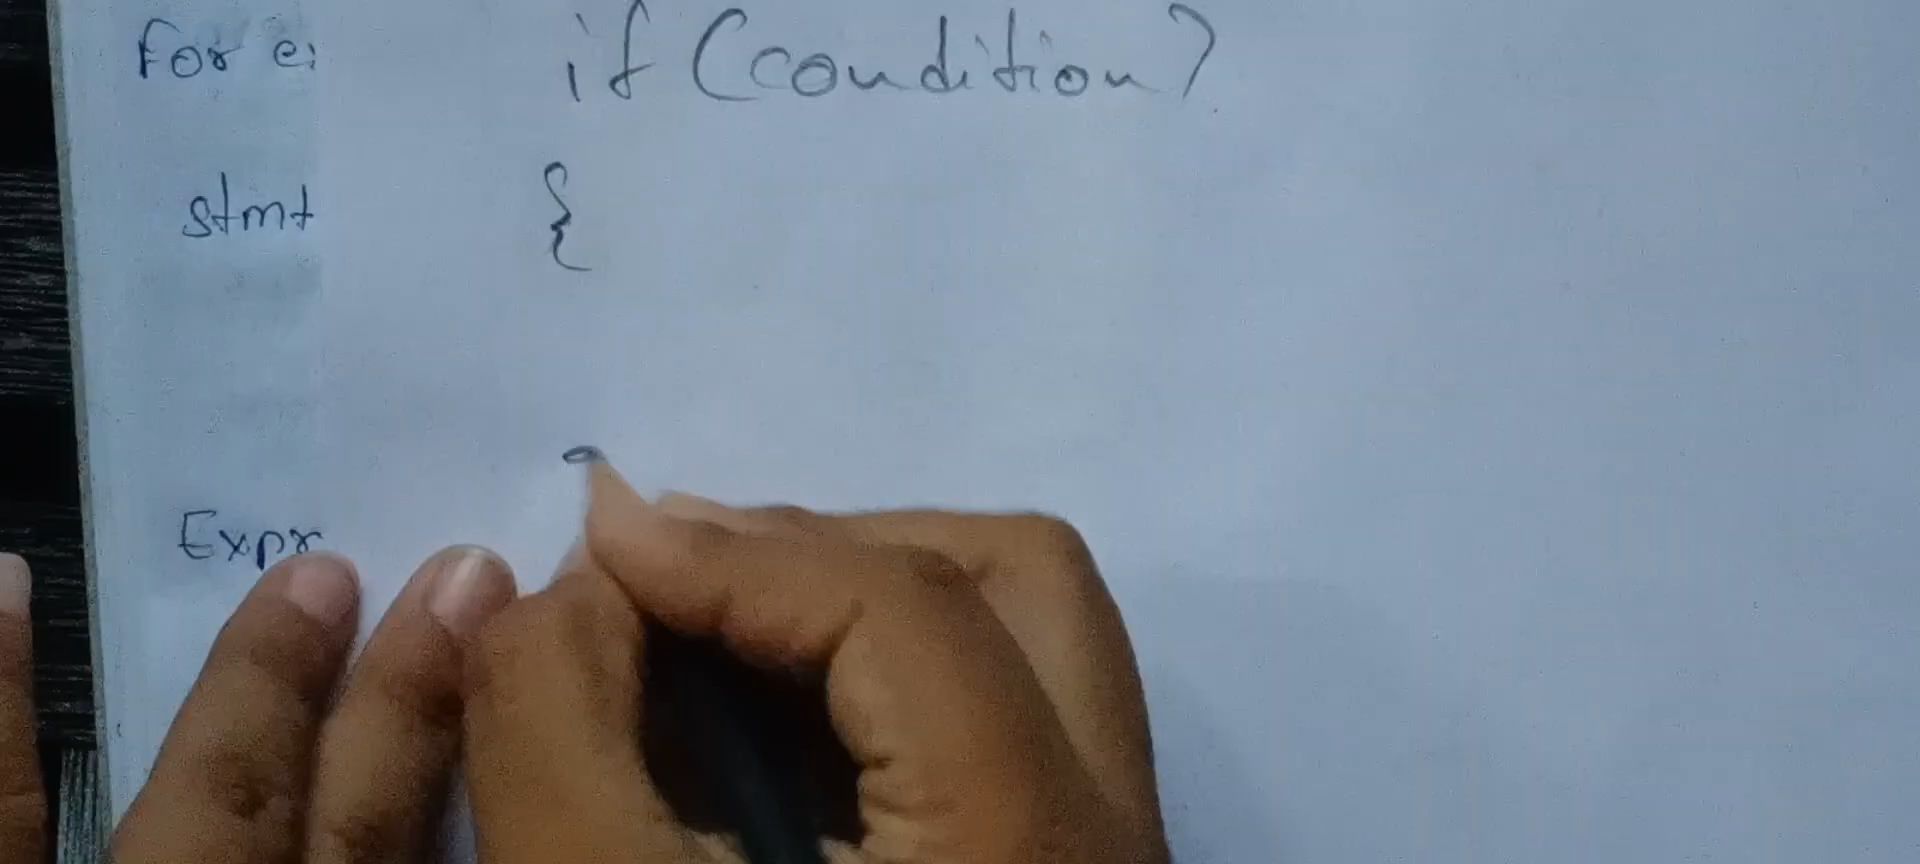 For e
if (condition)
stmt
{
Expr